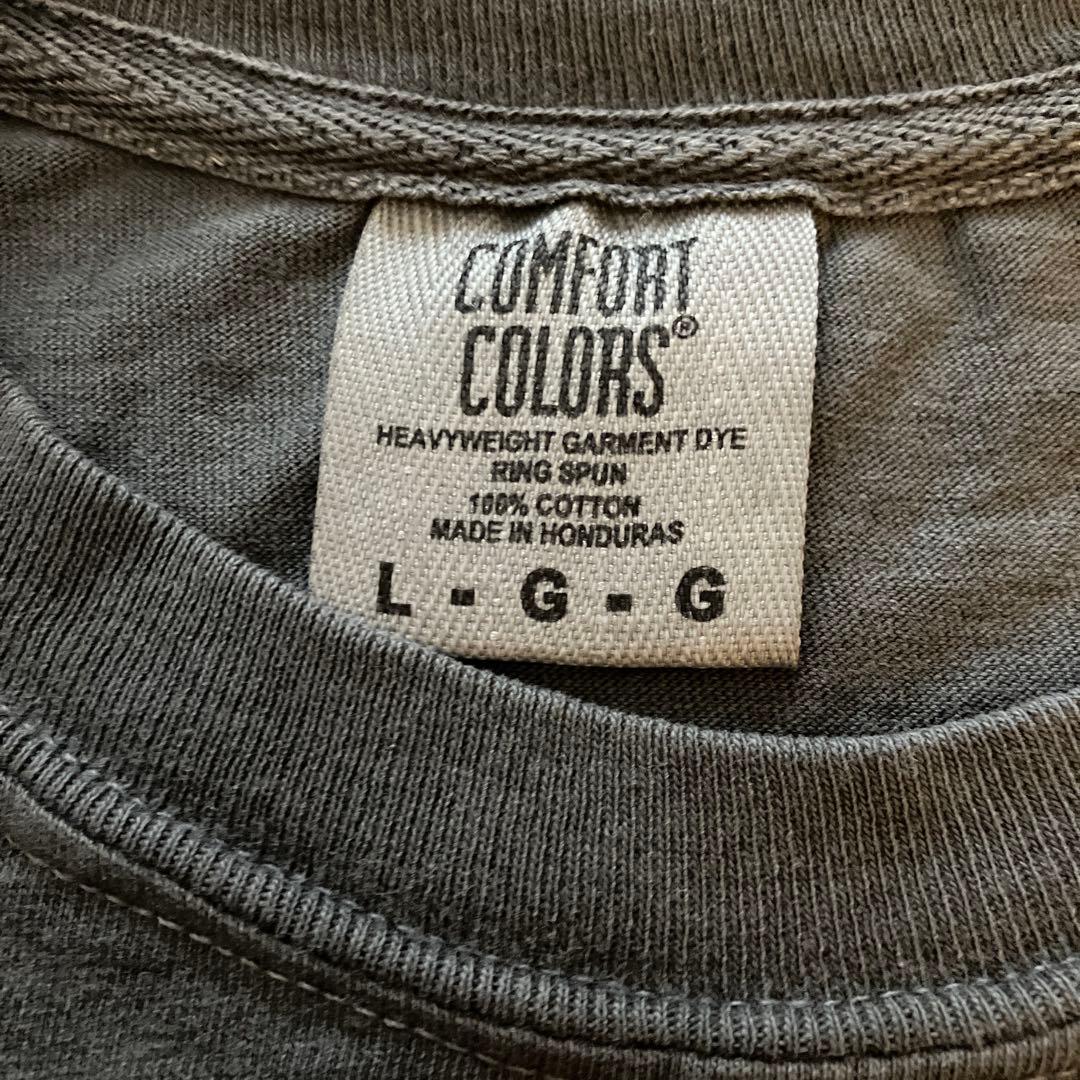 COMFORT
COLORS®
HEAVYWEIGHT GARMENT DYE
RING SPUN
100% COTTON
MADE IN HONDURAS
L - G - G